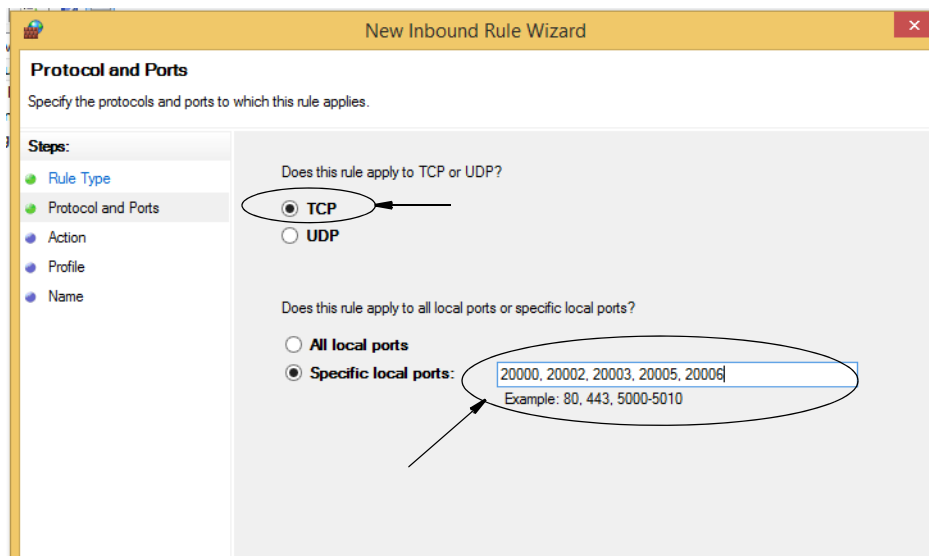 New Inbound Rule Wizard
Protocol and Ports
Specify the protocols and ports to which this rule applies.
Steps:
Rule Type
Protocol and Ports
Action
Profile
Name
Does this rule apply to TCP or UDP?
TCP
UDP
Does this rule apply to all local ports or specific local ports?
All local ports
Specific local ports: 20000, 20002, 20003, 20005, 20006
Example: 80, 443, 5000-5010